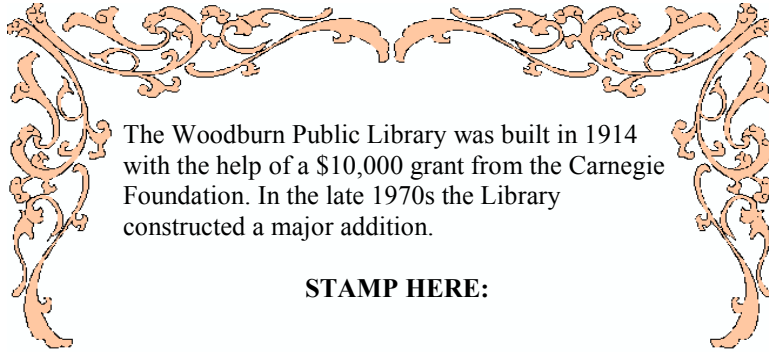 The Woodburn Public Library was built in 1914
with the help of a $10,000 grant from the Carnegie
Foundation. In the late 1970s the Library
constructed a major addition.
STAMP HERE: